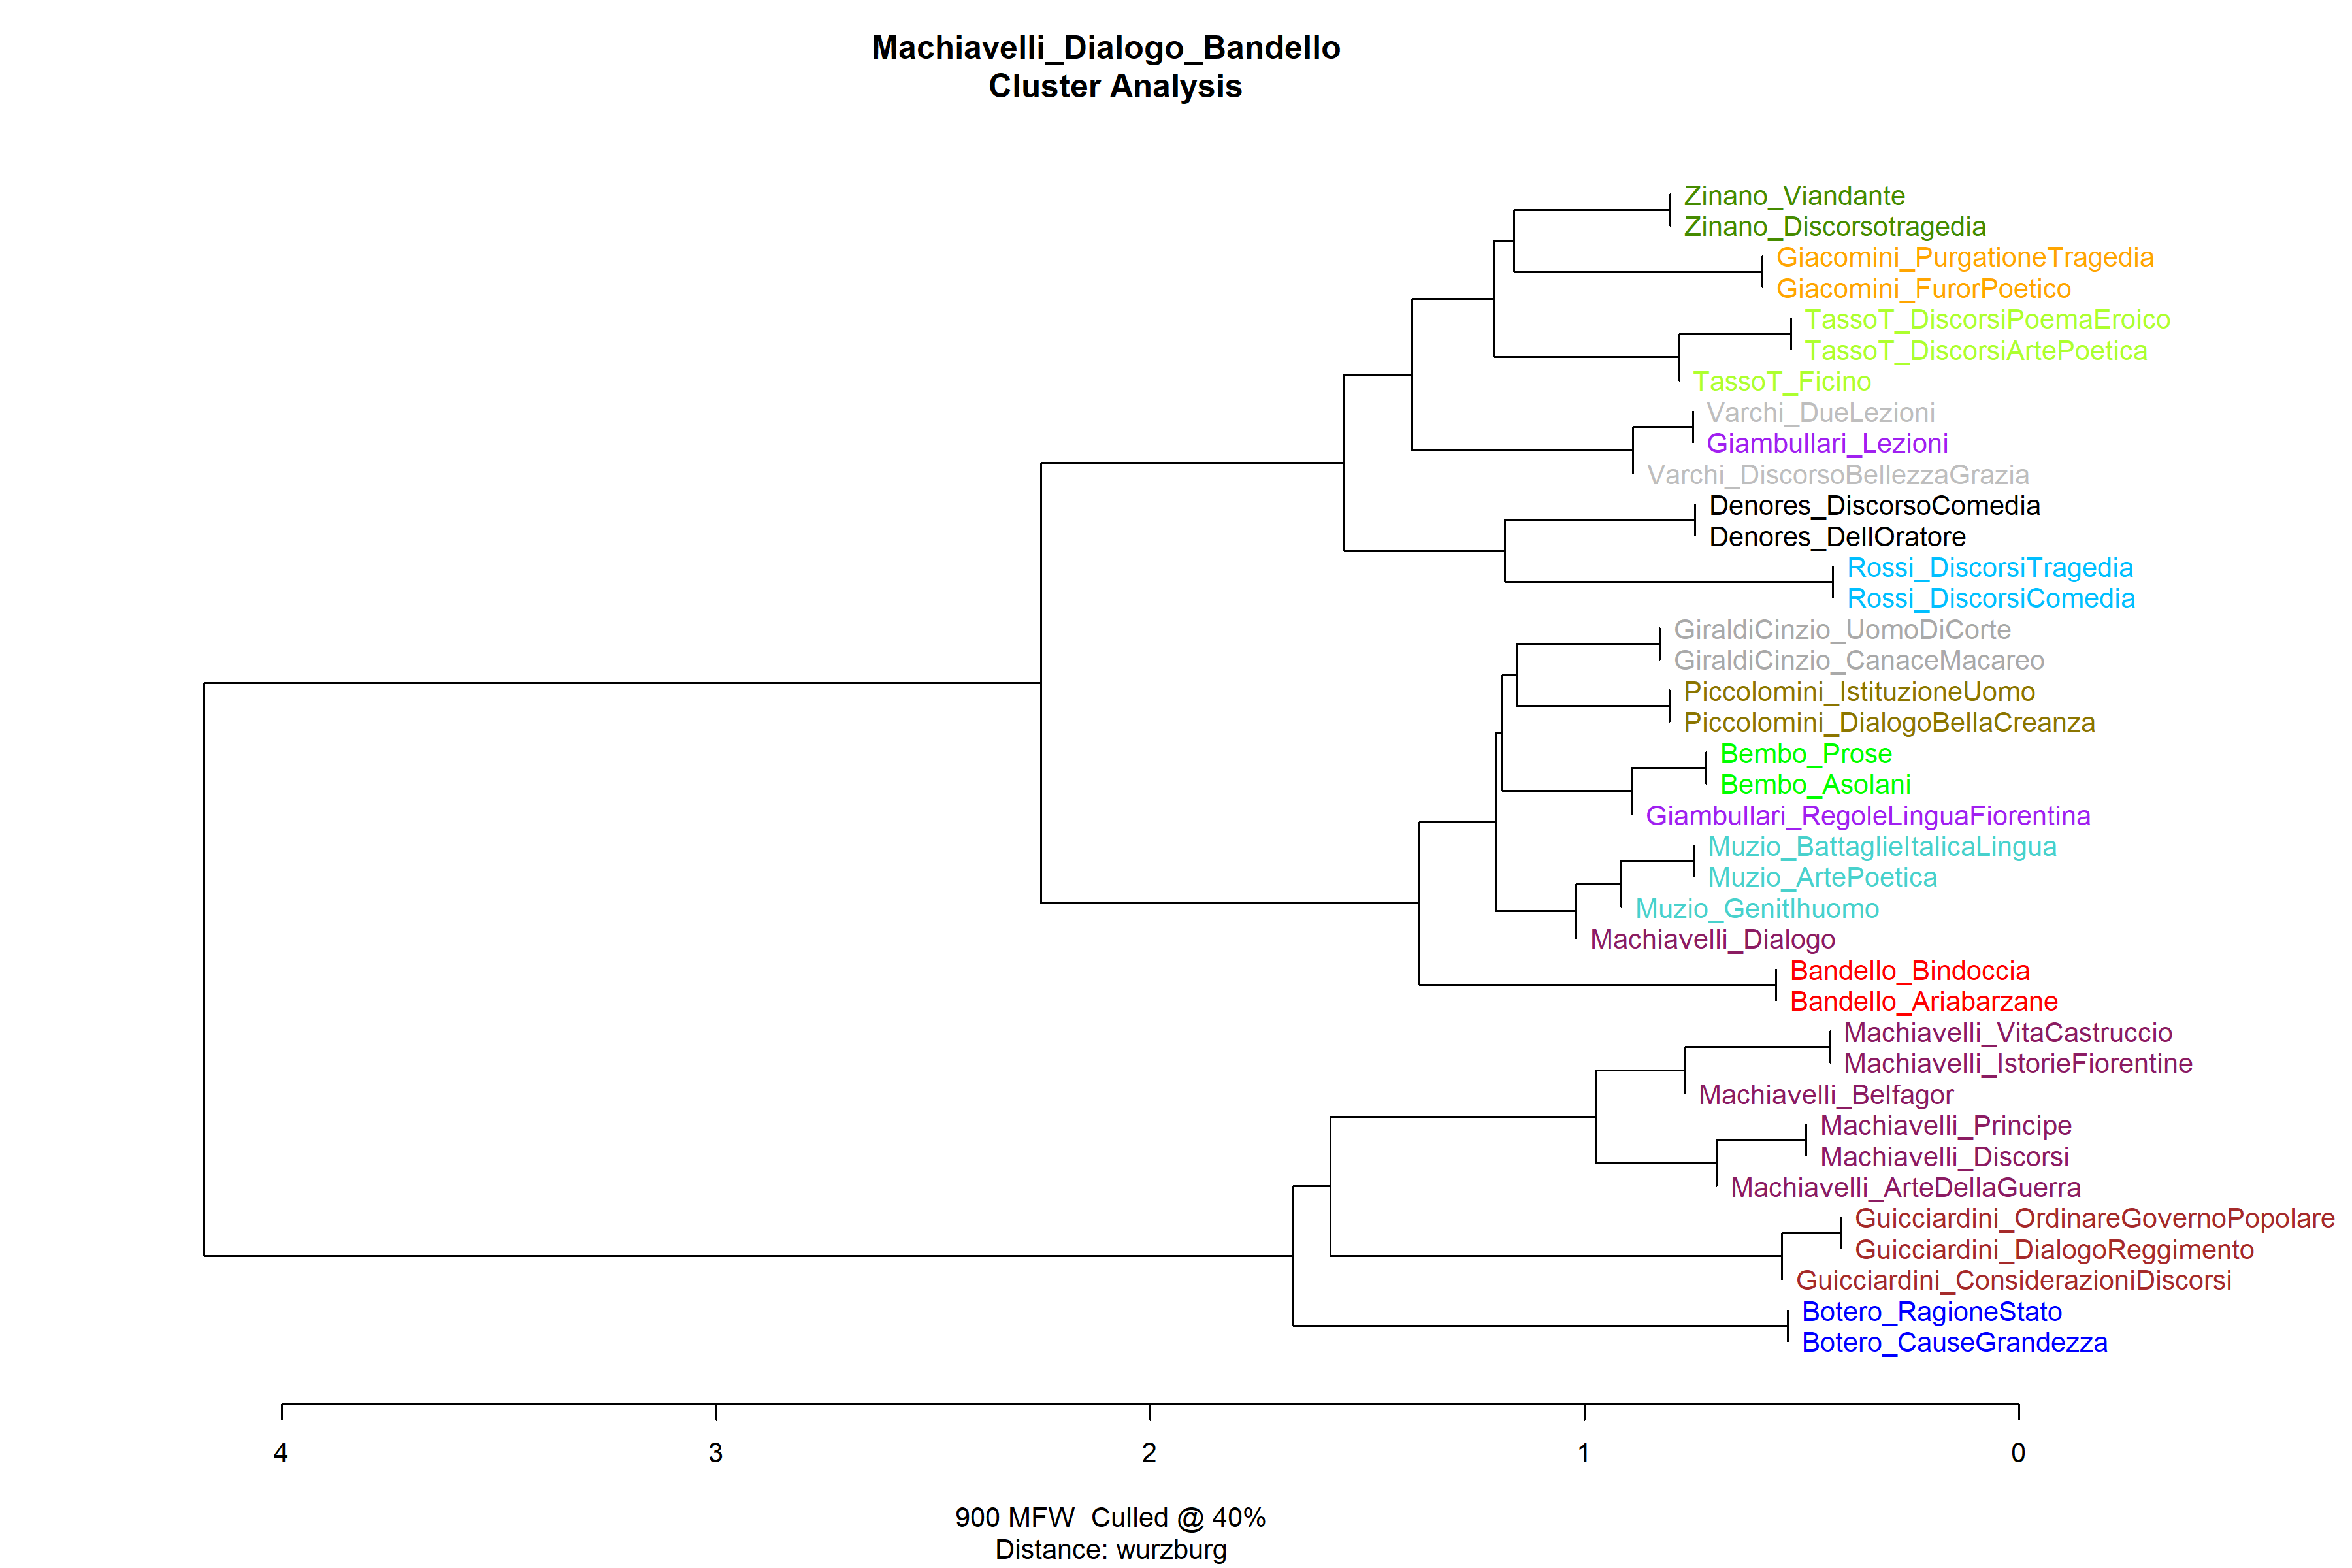 Machiavelli_Dialogo_Bandello
Cluster Analysis
Zinano_Viandante
Zinano_Discorsotragedia
Giacomini_PurgationeTragedia
Giacomini_FurorPoetico
TassoT_DiscorsiPoemaEroico
TassoT_DiscorsiArtePoetica
TassoT_Ficino
Varchi_DueLezioni
Giambullari_Lezioni
Varchi_DiscorsoBellezzaGrazia
Denores_DiscorsoComedia
Denores_DellOratore
Rossi_DiscorsiTragedia
Rossi_DiscorsiComedia
GiraldiCinzio_UomoDiCorte
GiraldiCinzio_CanaceMacareo
Piccolomini_IstituzioneUomo
Piccolomini_DialogoBellaCreanza
Bembo_Prose
Bembo_Asolani
Giambullari_RegoleLinguaFiorentina
Muzio_BattaglieItalicaLingua
Muzio_ArtePoetica
Muzio_Genitlhuomo
Machiavelli_Dialogo
Bandello_Bindoccia
Bandello_Ariabarzane
Machiavelli_VitaCastruccio
Machiavelli_IstorieFiorentine
Machiavelli_Belfagor
Machiavelli_Principe
Machiavelli_Discorsi
Machiavelli_ArteDellaGuerra
Guicciardini_OrdinareGovernoPopolare
Guicciardini_DialogoReggimento
Guicciardini_ConsiderazioniDiscorsi
Botero_RagioneStato
Botero_CauseGrandezza
4 3 2 1 0
900 MFW  Culled @ 40%
Distance: wurzburg